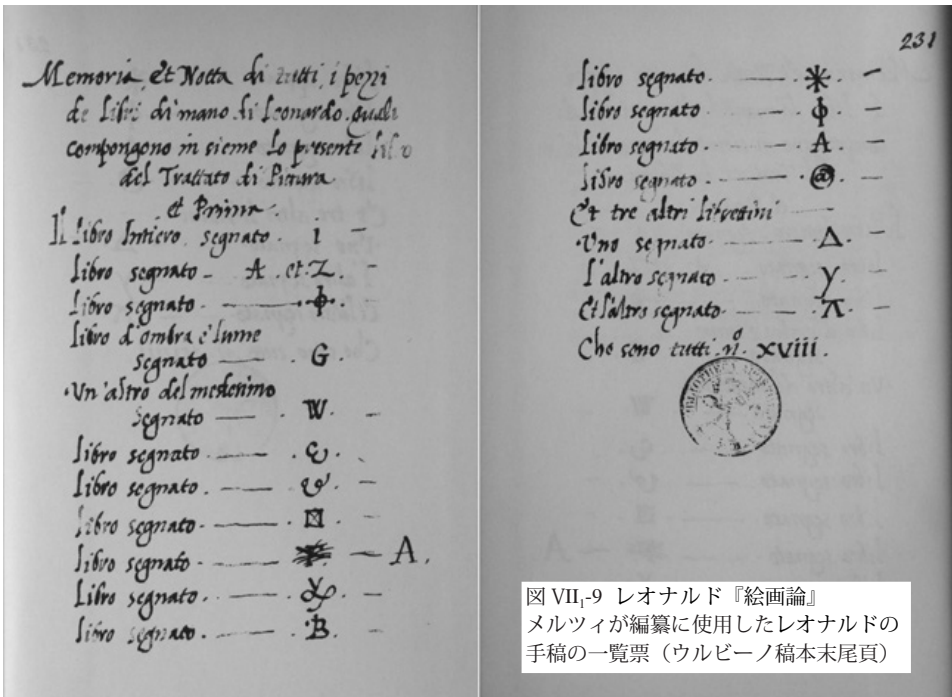 Memoria et Notta di tutti i pezzi
de Libri di mano di Leonardo quali
compongono in sieme Lo presente libro
del Trattato di Pittura
et Prima
Libro Intiero segnato · 1 –
Libro segnato – A · et · Z · –
Libro segnato
Libro d'ombra e lume
segnato — G ·
·Un'altro del medesimo
segnato — · W · –
Libro segnato
Libro segnato
Libro segnato
Libro segnato — A ·
Libro segnato
Libro segnato — · B ·
231
Libro segnato · —
Libro segnato — ϕ · –
Libro segnato · — A · –
Libro segnato · — @ · –
Et tre altri librettini
·Uno segnato · — Δ · –
L'altro segnato · — y · –
Et l'altro segnato · –
Che sono tutti nº XVIII ·
図 VII₁-9 レオナルド『絵画論』
メルツィが編纂に使用したレオナルドの
手稿の一覧票（ウルビーノ稿本末尾頁）